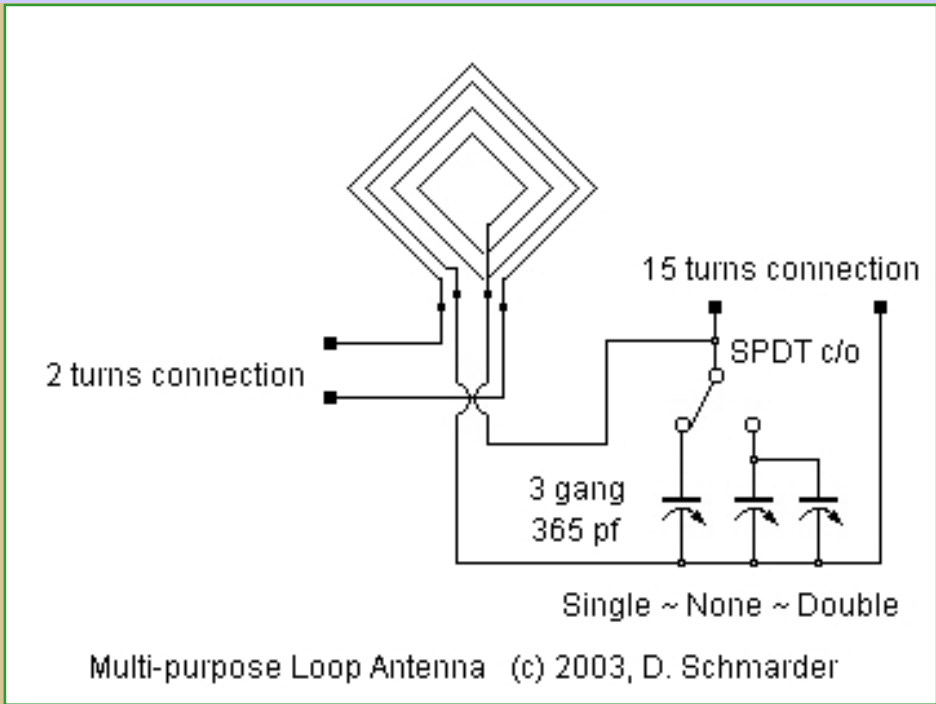 15 turns connection
SPDT c/o
2 turns connection
3 gang
365 pf
Single ~ None ~ Double
Multi-purpose Loop Antenna (c) 2003, D. Schmarder